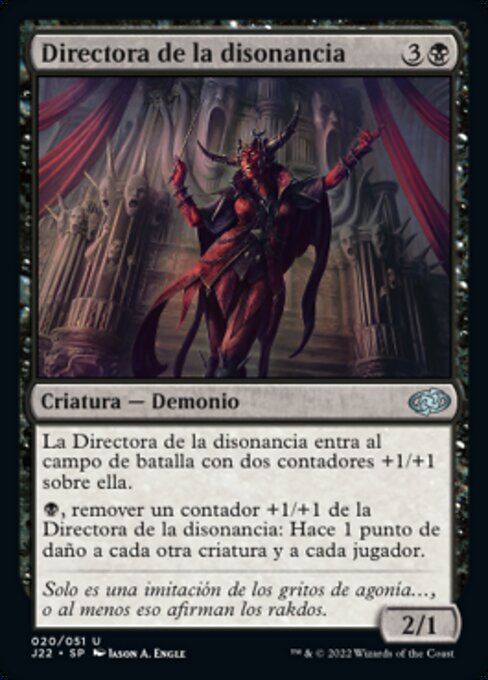 Directora de la disonancia 3
Criatura — Demonio
La Directora de la disonancia entra al
campo de batalla con dos contadores +1/+1
sobre ella.
, remover un contador +1/+1 de la
Directora de la disonancia: Hace 1 punto de
daño a cada otra criatura y a cada jugador.
Solo es una imitación de los gritos de agonía...,
o al menos eso afirman los rakdos.
2/1
020/051 U
J22 • SP Iason A. Engle
™ & © 2022 Wizards of the Coast